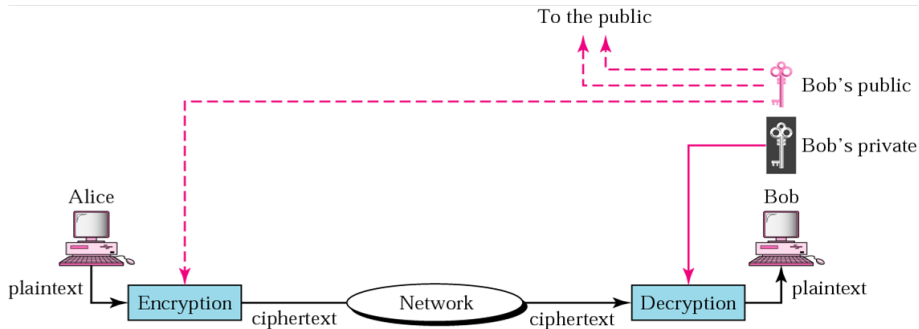 To the public
Bob's public
Bob's private
Alice
Bob
plaintext
Encryption
ciphertext
Network
ciphertext
Decryption
plaintext